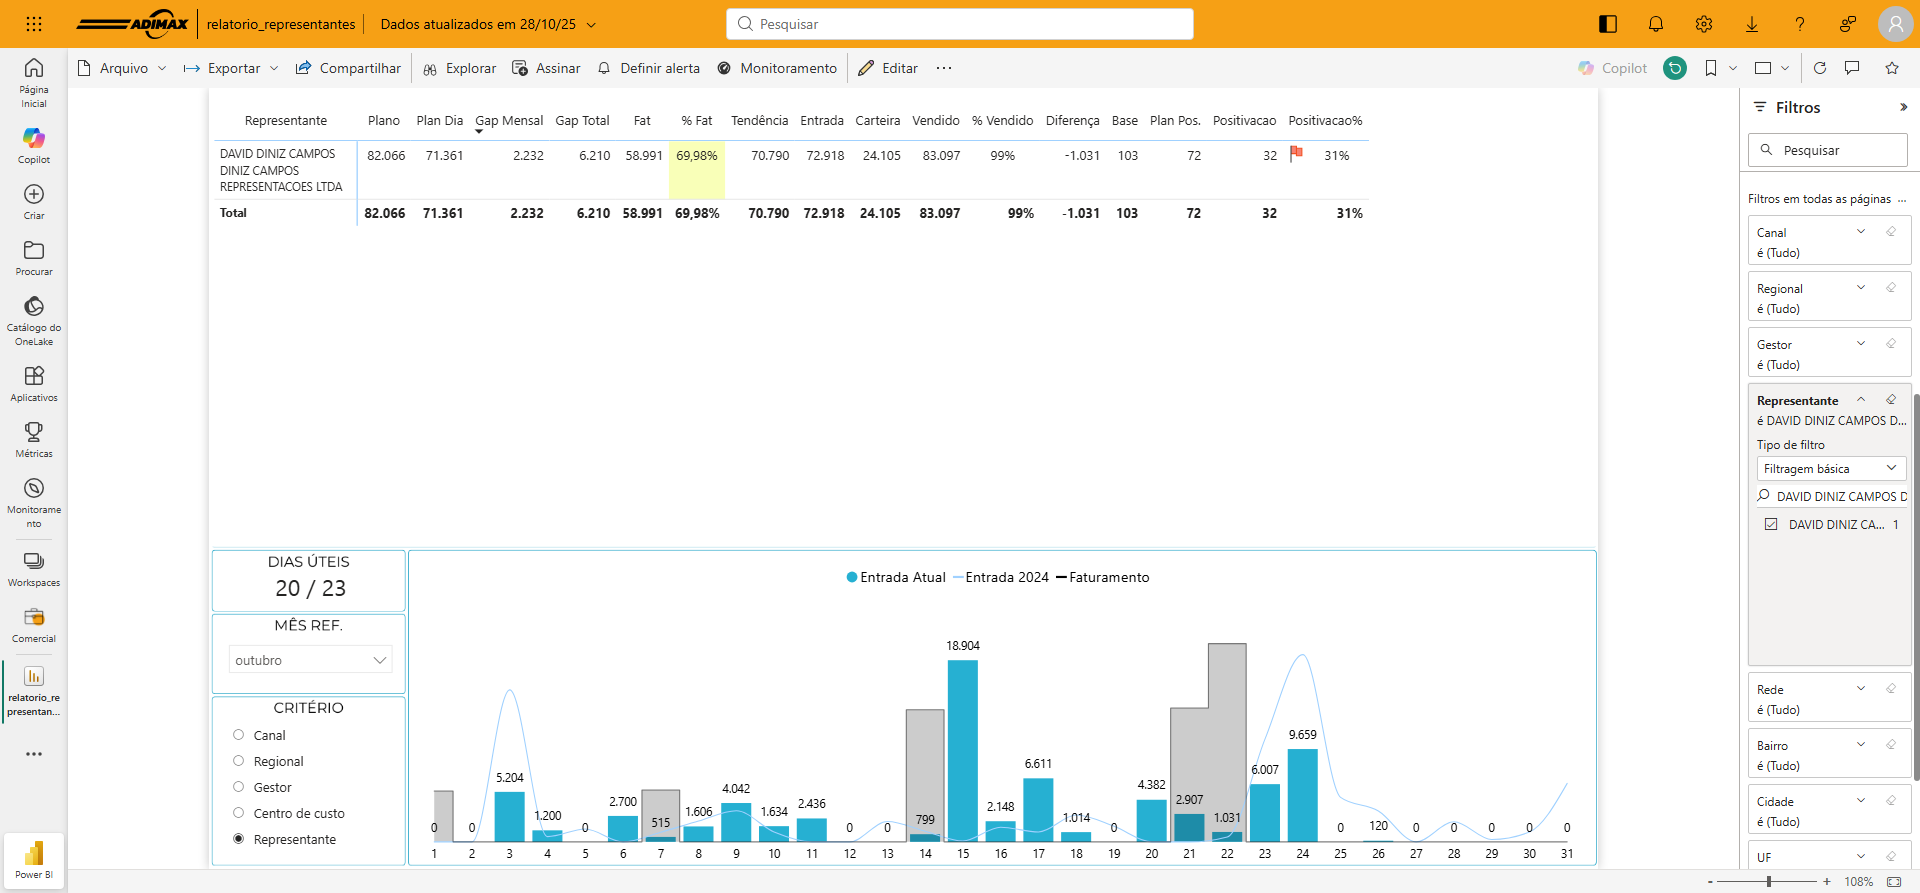 ADIMAX
relatorio_representantes
Dados atualizados em 28/10/25
Pesquisar
Arquivo
Exportar
Compartilhar
Explorar
Assinar
Definir alerta
Monitoramento
Editar
Copilot
Página
Inicial
Copilot
Criar
Procurar
Catálogo do
OneLake
Aplicativos
Métricas
Monitorame
nto
Workspaces
Comercial
relatorio_re
presentan...
Power BI
Representante Plano Plan Dia Gap Mensal Gap Total Fat % Fat Tendência Entrada Carteira Vendido % Vendido Diferença Base Plan Pos. Positivacao Positivacao%
DAVID DINIZ CAMPOS 82.066 71.361 2.232 6.210 58.991 69,98% 70.790 72.918 24.105 83.097 99% -1.031 103 72 32 31%
DINIZ CAMPOS
REPRESENTACOES LTDA
Total 82.066 71.361 2.232 6.210 58.991 69,98% 70.790 72.918 24.105 83.097 99% -1.031 103 72 32 31%
DIAS ÚTEIS
20 / 23
MÊS REF.
outubro
CRITÉRIO
Canal
Regional
Gestor
Centro de custo
Representante
Entrada Atual Entrada 2024 Faturamento
0 0 5.204 1.200 0 2.700 515 1.606 4.042 1.634 2.436 0 0 799 18.904 2.148 6.611 1.014 0 4.382 2.907 1.031 6.007 9.659 0 120 0 0 0 0 0
1 2 3 4 5 6 7 8 9 10 11 12 13 14 15 16 17 18 19 20 21 22 23 24 25 26 27 28 29 30 31
Filtros
Pesquisar
Filtros em todas as páginas ...
Canal
é (Tudo)
Regional
é (Tudo)
Gestor
é (Tudo)
Representante
é DAVID DINIZ CAMPOS D...
Tipo de filtro
Filtragem básica
DAVID DINIZ CAMPOS D
DAVID DINIZ CA... 1
Rede
é (Tudo)
Bairro
é (Tudo)
Cidade
é (Tudo)
UF
- + 108%